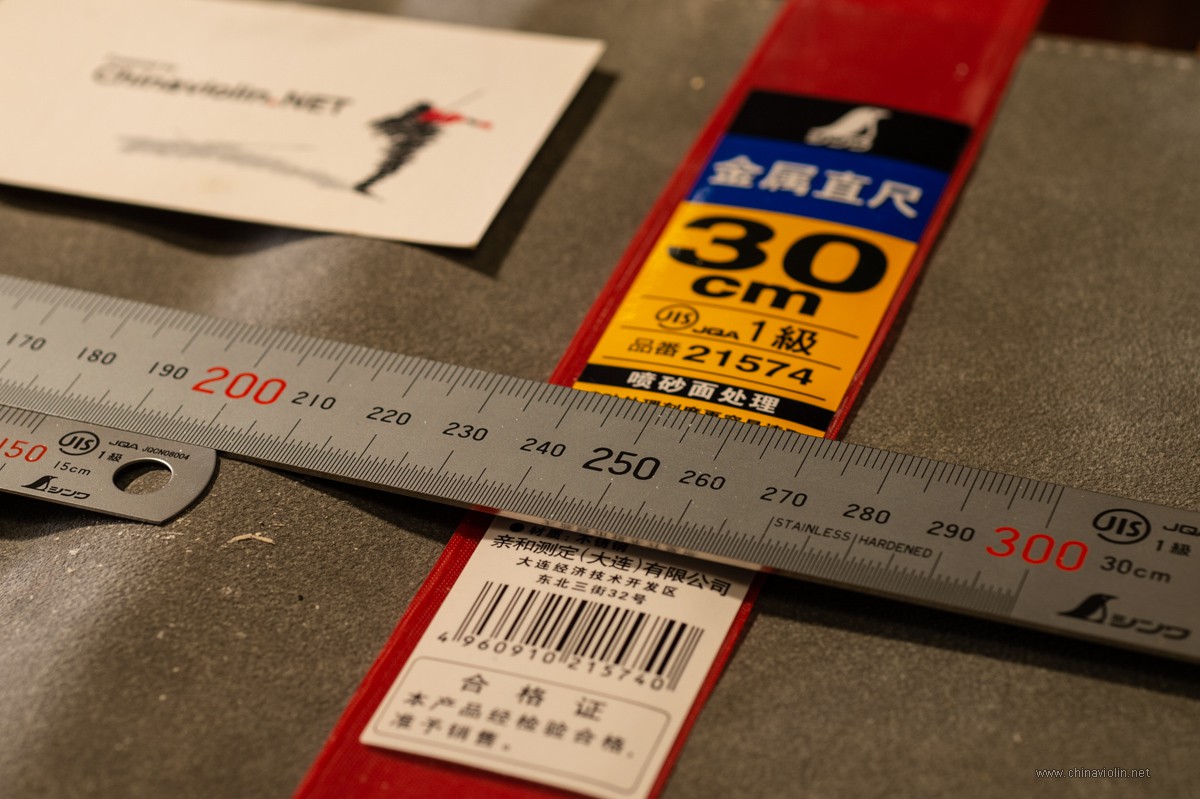 Chinaviolin.NET
金属直尺
30
cm
JIS JQA 1級
品番 21574
喷砂面处理
170 180 190 200 210 220 230 240 250 260 270 280 290 300
STAINLESS HARDENED
JIS
1級
30cm
シンワ
150 JIS JQA JQCN08004
15cm 1級
シンワ
亲和测定(大连)有限公司
大连经济技术开发区
东北三街32号
4 960910 215740
合格证
本产品经检验合格,
准予销售。
www.chinaviolin.net